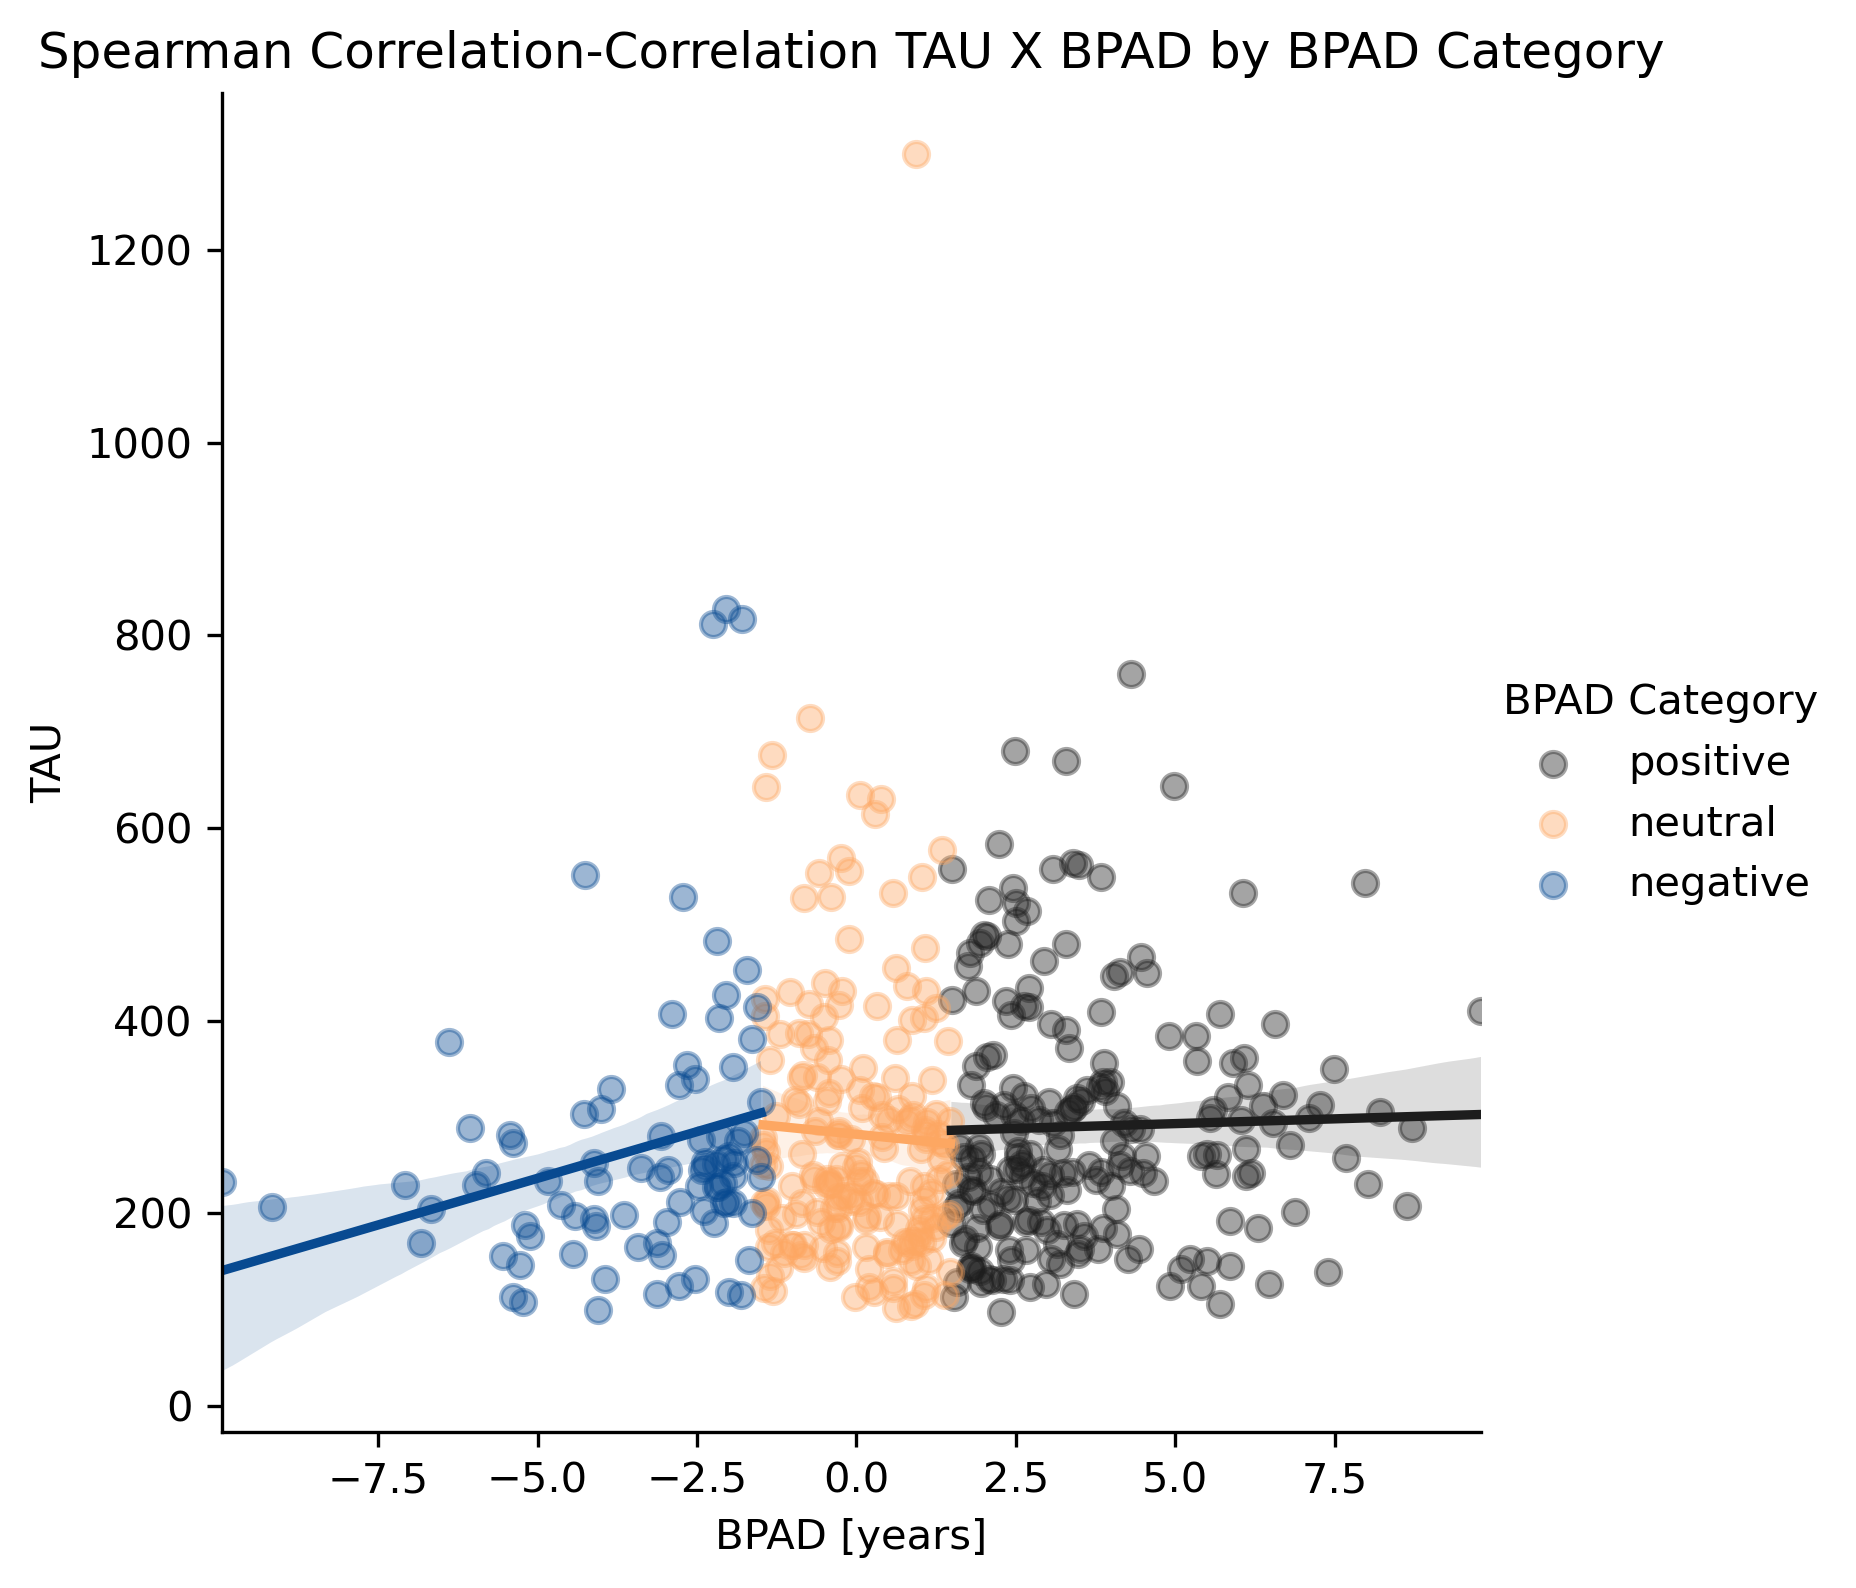 Spearman Correlation-Correlation TAU X BPAD by BPAD Category
1200
1000
800
600
400
200
0
TAU
−7.5 −5.0 −2.5 0.0 2.5 5.0 7.5
BPAD [years]
BPAD Category
positive
neutral
negative